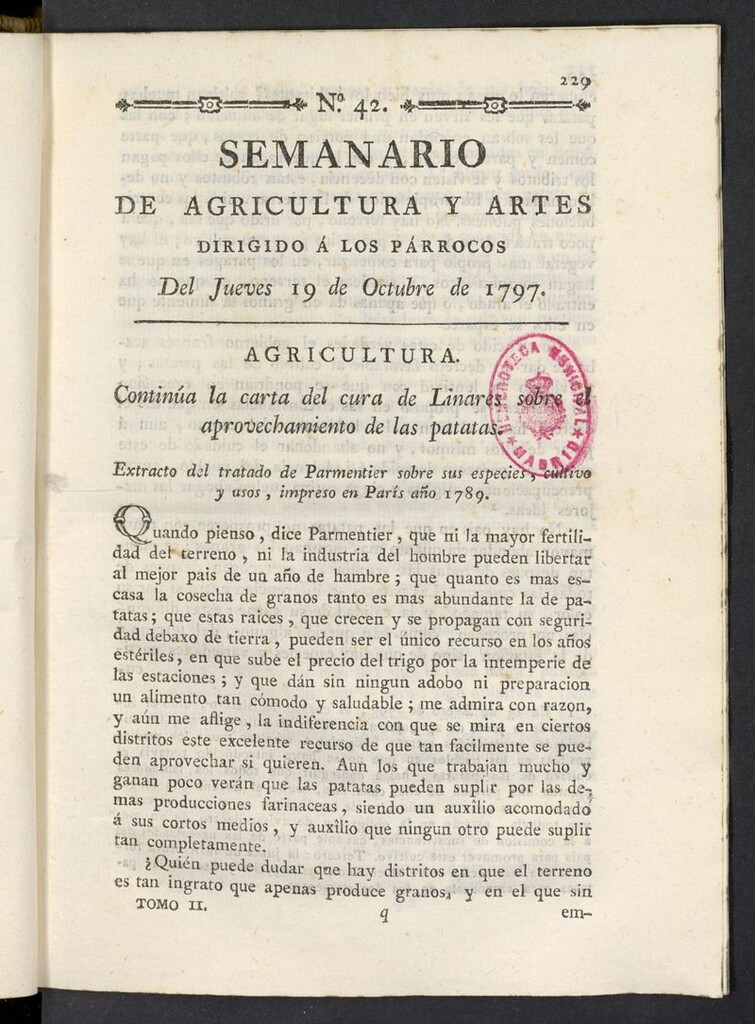 229
Nº. 42.
SEMANARIO
DE AGRICULTURA Y ARTES
DIRIGIDO Á LOS PÁRROCOS
Del Jueves 19 de Octubre de 1797.
AGRICULTURA.
Continúa la carta del cura de Linares sobre el
aprovechamiento de las patatas.
HEMEROTECA MUNICIPAL
MADRID
Extracto del tratado de Parmentier sobre sus especies, cultivo
y usos, impreso en París año 1789.
Quando pienso, dice Parmentier, que ni la mayor fertili-
dad del terreno, ni la industria del hombre pueden libertar
al mejor pais de un año de hambre; que quanto es mas es-
casa la cosecha de granos tanto es mas abundante la de pa-
tatas; que estas raices, que crecen y se propagan con seguri-
dad debaxo de tierra, pueden ser el único recurso en los años
estériles, en que sube el precio del trigo por la intemperie de
las estaciones; y que dán sin ningun adobo ni preparacion
un alimento tan cómodo y saludable; me admira con razon,
y aún me aflige, la indiferencia con que se mira en ciertos
distritos este excelente recurso de que tan facilmente se pue-
den aprovechar si quieren. Aun los que trabajan mucho y
ganan poco verán que las patatas pueden suplir por las de-
mas producciones farinaceas, siendo un auxîlio acomodado
á sus cortos medios, y auxîlio que ningun otro puede suplir
tan completamente.
¿Quién puede dudar que hay distritos en que el terreno
es tan ingrato que apenas produce granos, y en el que sin
TOMO II. q em-